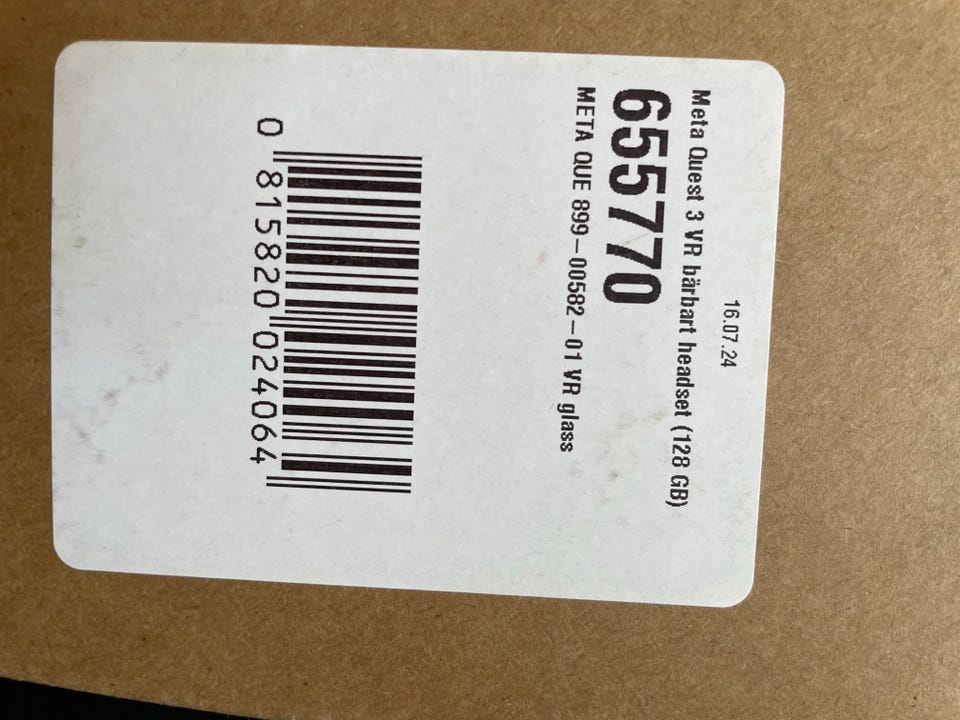 16.07.24
Meta Quest 3 VR bärbart headset (128 GB)
655770
META QUE 899-00582-01 VR glass
0 815820 024064